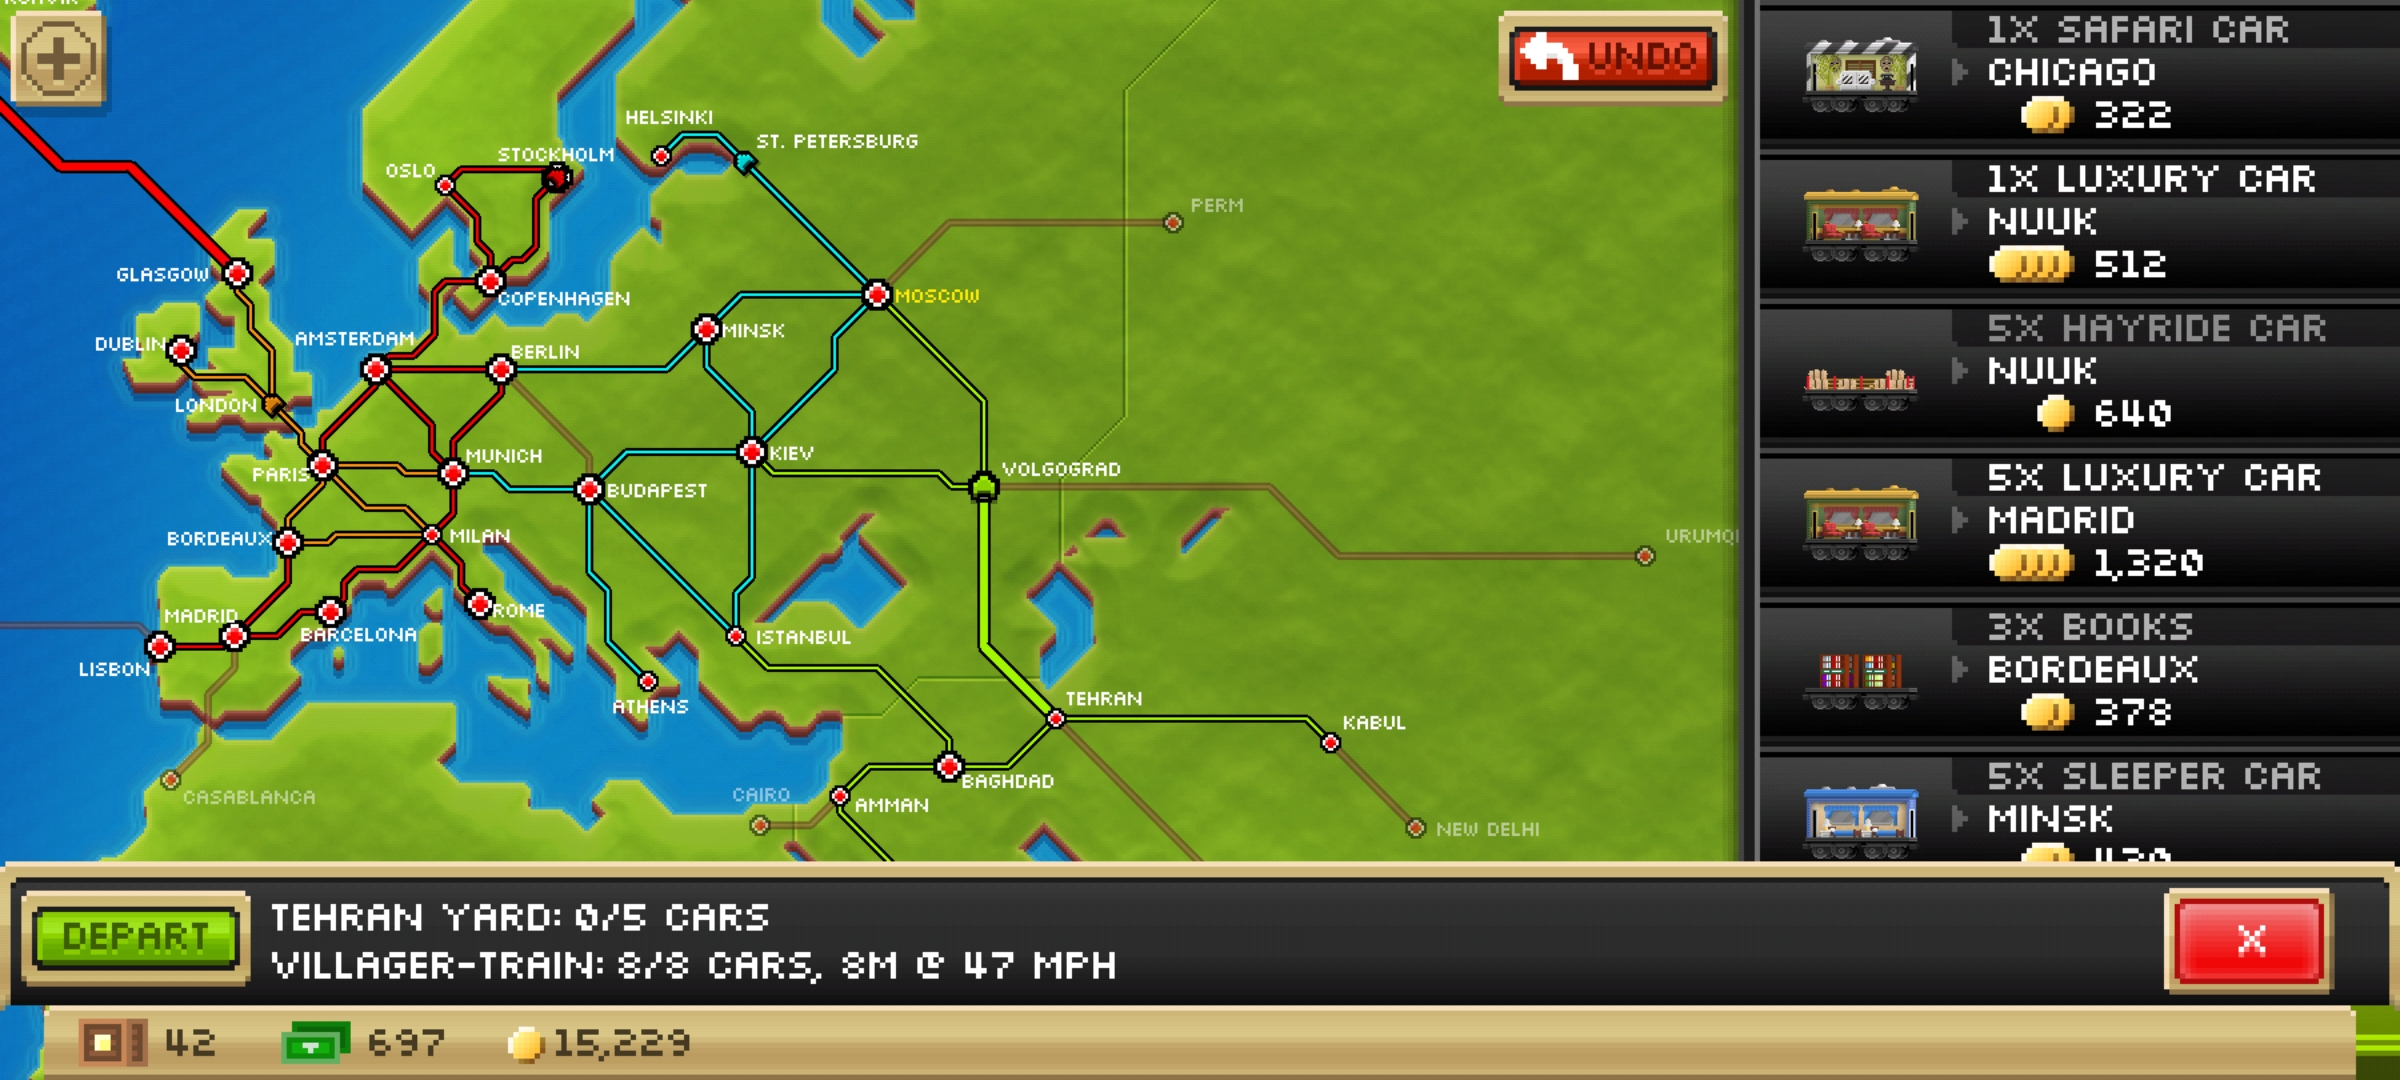 UNDO
HELSINKI
ST. PETERSBURG
STOCKHOLM
OSLO
PERM
GLASGOW
COPENHAGEN
MOSCOW
MINSK
DUBLIN
AMSTERDAM
BERLIN
LONDON
PARIS
MUNICH
KIEV
VOLGOGRAD
BUDAPEST
BORDEAUX
MILAN
URUMQI
MADRID
BARCELONA
ROME
ISTANBUL
LISBON
ATHENS
TEHRAN
KABUL
CASABLANCA
CAIRO
AMMAN
BAGHDAD
NEW DELHI
1X SAFARI CAR
CHICAGO
322
1X LUXURY CAR
NUUK
512
5X HAYRIDE CAR
NUUK
640
5X LUXURY CAR
MADRID
1,320
3X BOOKS
BORDEAUX
378
5X SLEEPER CAR
MINSK
DEPART
TEHRAN YARD: 0/5 CARS
VILLAGER-TRAIN: 8/8 CARS, 8M @ 47 MPH
X
42
697
15,229